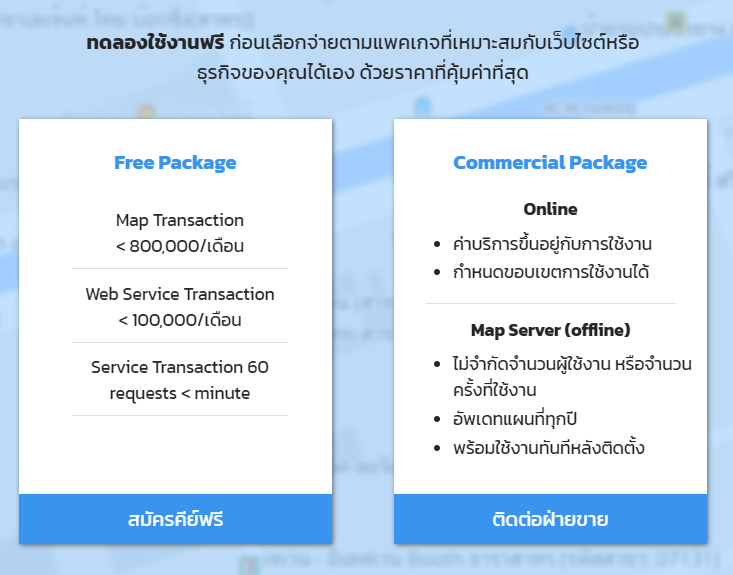 ทดลองใช้งานฟรี ก่อนเลือกจ่ายตามแพคเกจที่เหมาะสมกับเว็บไซต์หรือ
ธุรกิจของคุณได้เอง ด้วยราคาที่คุ้มค่าที่สุด
Free Package
Map Transaction
< 800,000/เดือน
Web Service Transaction
< 100,000/เดือน
Service Transaction 60
requests < minute
สมัครคีย์ฟรี
Commercial Package
Online
• ค่าบริการขึ้นอยู่กับการใช้งาน
• กำหนดขอบเขตการใช้งานได้
Map Server (offline)
• ไม่จำกัดจำนวนผู้ใช้งาน หรือจำนวน
ครั้งที่ใช้งาน
• อัพเดทแผนที่ทุกปี
• พร้อมใช้งานทันทีหลังติดตั้ง
ติดต่อฝ่ายขาย